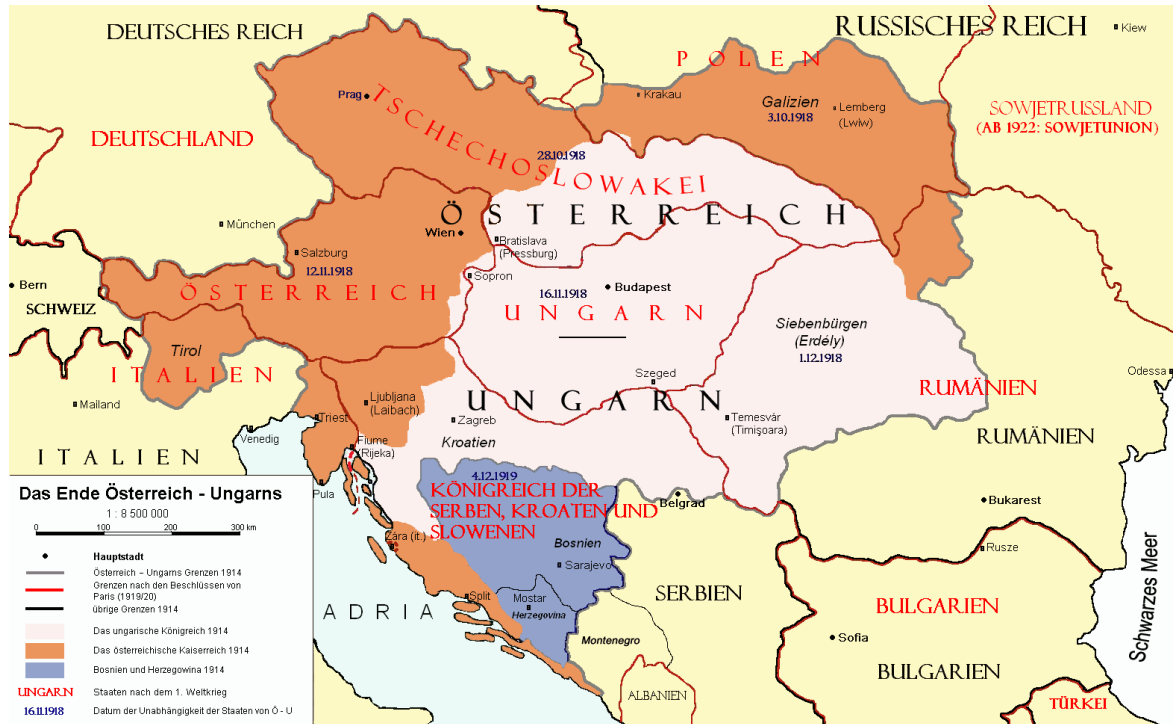 DEUTSCHES REICH
RUSSISCHES REICH
Kiew
POLEN
Krakau
Galizien
3.10.1918
Lemberg
(Lwiw)
SOWJETRUSSLAND
(AB 1922: SOWJETUNION)
Prag
TSCHECHOSLOWAKEI
28.10.1918
DEUTSCHLAND
München
Salzburg
12.11.1918
ÖSTERREICH
Wien
ÖSTERREICH
Bratislava
(Pressburg)
Sopron
16.11.1918
Budapest
UNGARN
Siebenbürgen
(Erdély)
1.12.1918
Bern
SCHWEIZ
Tirol
ITALIEN
Mailand
Szeged
UNGARN
Odessa
RUMÄNIEN
RUMÄNIEN
Ljubljana
(Laibach)
Triest
Zagreb
Temesvár
(Timişoara)
Venedig
Fiume
(Rijeka)
Kroatien
ITALIEN
Pula
4.12.1919
KÖNIGREICH DER
SERBEN, KROATEN UND
SLOWENEN
Belgrad
Bukarest
Zára (it.)
Bosnien
Sarajevo
Rusze
Split
Mostar
Herzegovina
ADRIA
SERBIEN
BULGARIEN
Montenegro
Sofia
BULGARIEN
Schwarzes Meer
ALBANIEN
TÜRKEI
Das Ende Österreich - Ungarns
1 : 8 500 000
0 100 200 300 km
Hauptstadt
Österreich – Ungarns Grenzen 1914
Grenzen nach den Beschlüssen von
Paris (1919/20)
übrige Grenzen 1914
Das ungarische Königreich 1914
Das österreichische Kaiserreich 1914
Bosnien und Herzegowina 1914
UNGARN Staaten nach dem 1. Weltkrieg
16.11.1918 Datum der Unabhängigkeit der Staaten von Ö - U